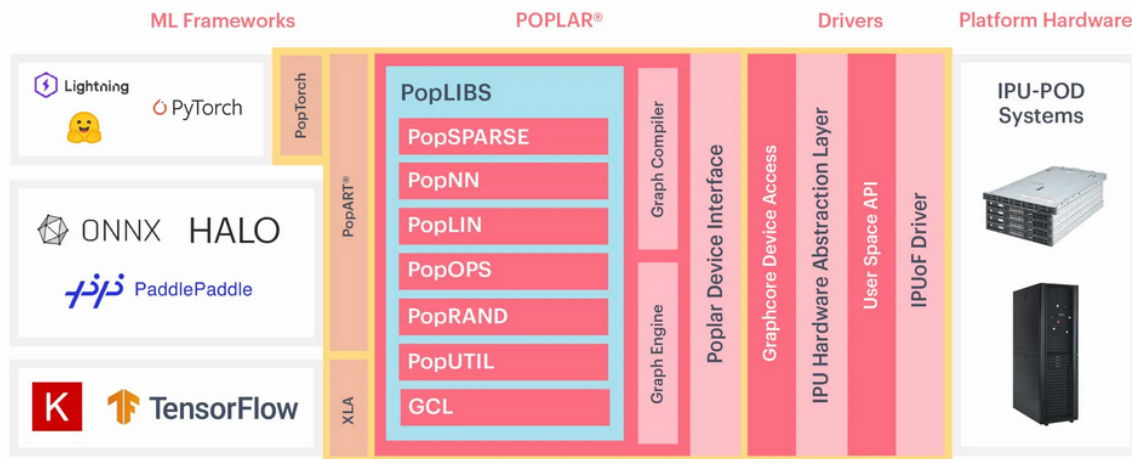 ML Frameworks
POPLAR®
Drivers
Platform Hardware
Lightning
PyTorch
PopTorch
ONNX
HALO
PaddlePaddle
PopART®
K
TensorFlow
XLA
PopLIBS
PopSPARSE
PopNN
PopLIN
PopOPS
PopRAND
PopUTIL
GCL
Graph Compiler
Graph Engine
Poplar Device Interface
Graphcore Device Access
IPU Hardware Abstraction Layer
User Space API
IPUoF Driver
IPU-POD
Systems